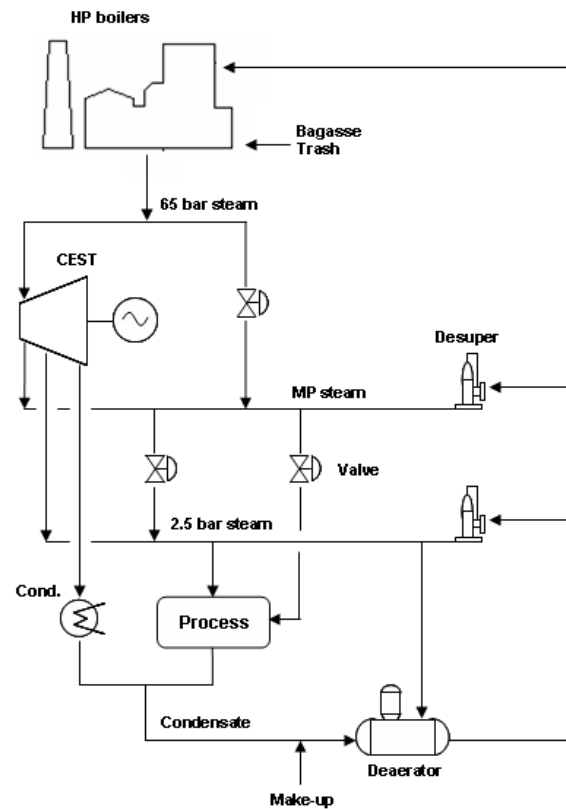 HP boilers
Bagasse
Trash
65 bar steam
CEST
Desuper
MP steam
Valve
2.5 bar steam
Cond.
Process
Condensate
Deaerator
Make-up